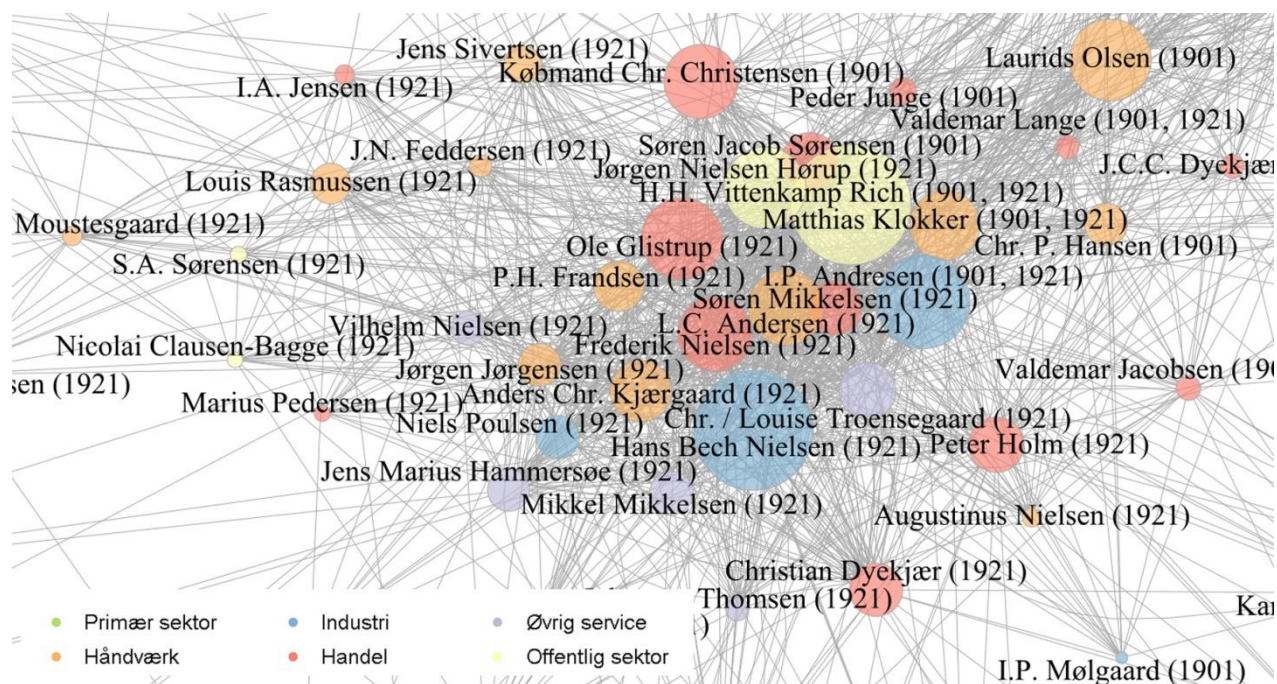 Jens Sivertsen (1921)
Laurids Olsen (1901)
Købmand Chr. Christensen (1901)
I.A. Jensen (1921)
Peder Junge (1901)
Valdemar Lange (1901, 1921)
J.N. Feddersen (1921)
Søren Jacob Sørensen (1901)
J.C.C. Dyekjær
Louis Rasmussen (1921)
Jørgen Nielsen Hørup (1921)
H.H. Vittenkamp Rich (1901, 1921)
Moustesgaard (1921)
Matthias Klokker (1901, 1921)
Ole Glistrup (1921)
Chr. P. Hansen (1901)
S.A. Sørensen (1921)
P.H. Frandsen (1921)
I.P. Andresen (1901, 1921)
Søren Mikkelsen (1921)
Vilhelm Nielsen (1921)
L.C. Andersen (1921)
Nicolai Clausen-Bagge (1921)
Frederik Nielsen (1921)
Jørgen Jørgensen (1921)
Valdemar Jacobsen (190
sen (1921)
Anders Chr. Kjærgaard (1921)
Marius Pedersen (1921)
Niels Poulsen (1921)
Chr. / Louise Troensegaard (1921)
Hans Bech Nielsen (1921)
Peter Holm (1921)
Jens Marius Hammersøe (1921)
Mikkel Mikkelsen (1921)
Augustinus Nielsen (1921)
Christian Dyekjær (1921)
Thomsen (1921)
Kar
I.P. Mølgaard (1901)
Primær sektor
Industri
Øvrig service
Håndværk
Handel
Offentlig sektor